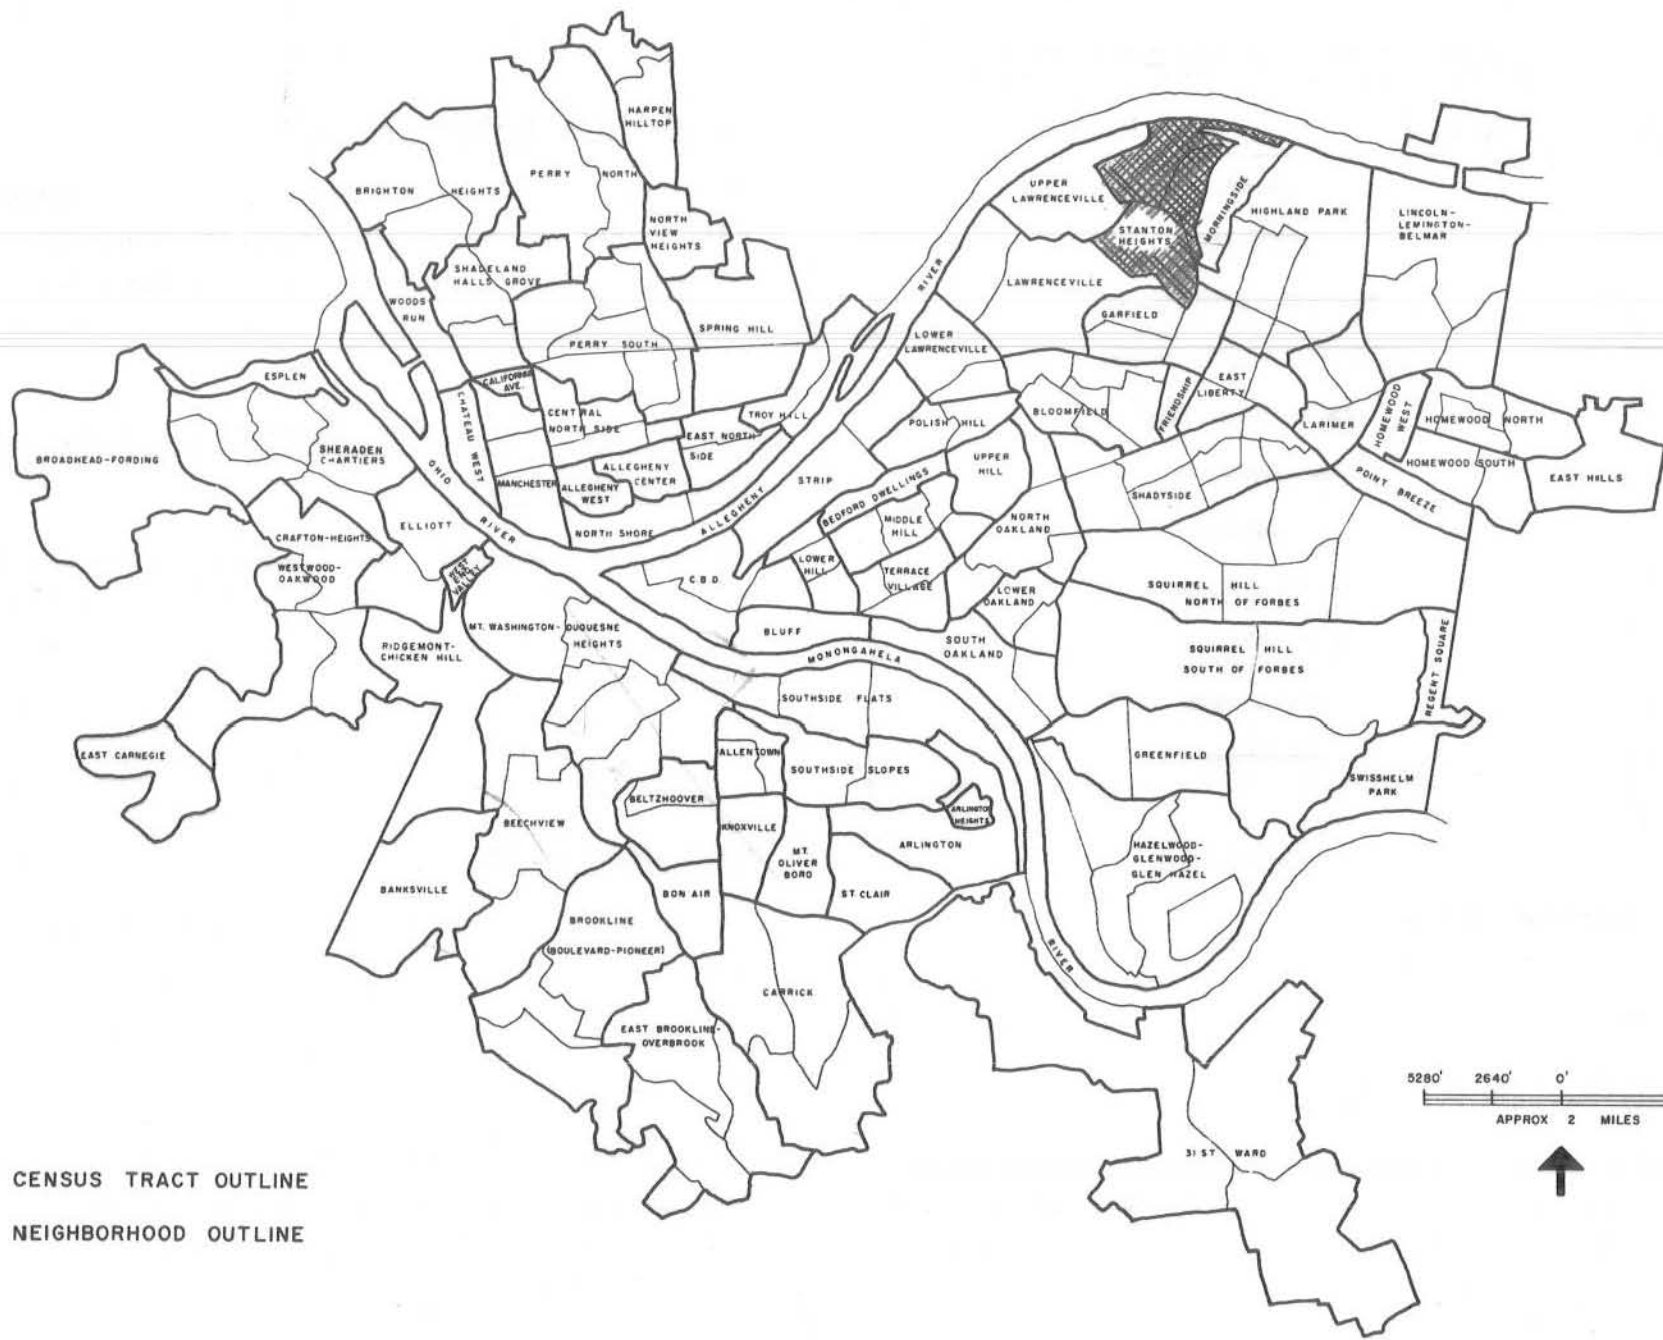 HARPEN
HILLTOP
PERRY NORTH
BRIGHTON HEIGHTS
NORTH
VIEW
HEIGHTS
SHADELAND
HALLS GROVE
WOODS
RUN
SPRING HILL
PERRY SOUTH
CALIFORNIA
AVE.
CHATEAU WEST
CENTRAL
NORTH SIDE
TROY HILL
EAST NORTH
SIDE
ALLEGHENY
CENTER
MANCHESTER
ALLEGHENY
WEST
NORTH SHORE
ALLEGHENY
RIVER
UPPER
LAWRENCEVILLE
STANTON
HEIGHTS
MORNINGSIDE
HIGHLAND PARK
LINCOLN-
LEMINGTON-
BELMAR
LAWRENCEVILLE
GARFIELD
LOWER
LAWRENCEVILLE
EAST
LIBERTY
FRIENDSHIP
BLOOMFIELD
LARIMER
HOMEWOOD
WEST
HOMEWOOD NORTH
HOMEWOOD SOUTH
EAST HILLS
POINT BREEZE
POLISH HILL
UPPER
HILL
STRIP
BEDFORD DWELLINGS
MIDDLE
HILL
NORTH
OAKLAND
SHADYSIDE
LOWER
HILL
TERRACE
VILLAGE
LOWER
OAKLAND
C.B.D.
BLUFF
SOUTH
OAKLAND
SQUIRREL HILL
NORTH OF FORBES
SQUIRREL HILL
SOUTH OF FORBES
REGENT SQUARE
ESPLEN
BROADHEAD-FORDING
SHERADEN
CHARTIERS
OHIO
RIVER
ELLIOTT
CRAFTON-HEIGHTS
WESTWOOD-
OAKWOOD
WEST
END
VALLEY
RIDGEMONT-
CHICKEN HILL
MT. WASHINGTON-DUQUESNE
HEIGHTS
MONONGAHELA
RIVER
EAST CARNEGIE
SOUTHSIDE FLATS
ALLENTOWN
SOUTHSIDE SLOPES
GREENFIELD
SWISSHELM
PARK
BEECHVIEW
BELTZHOOVER
KNOXVILLE
MT.
OLIVER
BORO
ARLINGTON
HEIGHTS
ARLINGTON
HAZELWOOD-
GLENWOOD-
GLEN HAZEL
BANKSVILLE
BON AIR
ST. CLAIR
BROOKLINE
(BOULEVARD-PIONEER)
CARRICK
EAST BROOKLINE-
OVERBROOK
31ST WARD
5280' 2640' 0'
APPROX 2 MILES
CENSUS TRACT OUTLINE
NEIGHBORHOOD OUTLINE